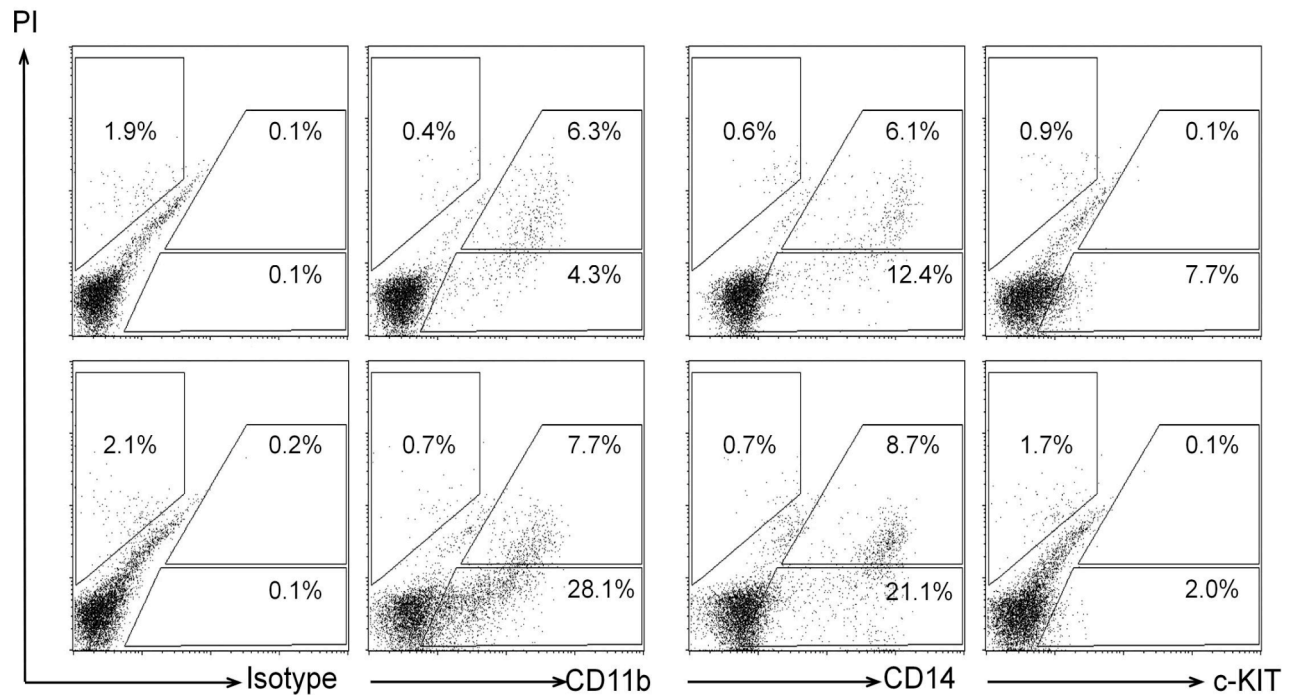 PI
1.9% 0.1% 0.4% 6.3% 0.6% 6.1% 0.9% 0.1%
0.1% 4.3% 12.4% 7.7%
2.1% 0.2% 0.7% 7.7% 0.7% 8.7% 1.7% 0.1%
0.1% 28.1% 21.1% 2.0%
Isotype CD11b CD14 c-KIT